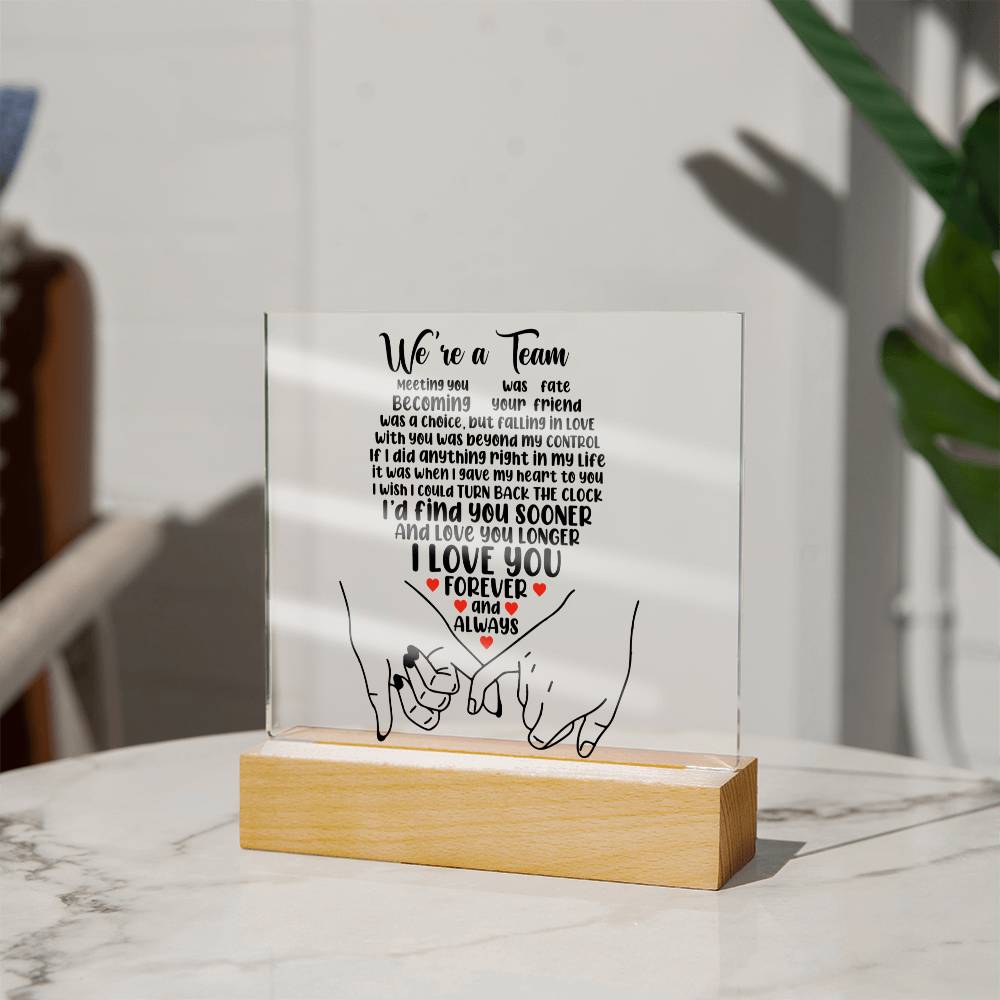 We're a Team
Meeting you was fate
Becoming your friend
was a choice, but falling in LOVE
with you was beyond my CONTROL
If I did anything right in my Life
it was when I gave my heart to you
I wish I could TURN BACK THE CLOCK
I'd find you SOONER
And Love you LONGER
I LOVE YOU
FOREVER
and
ALWAYS